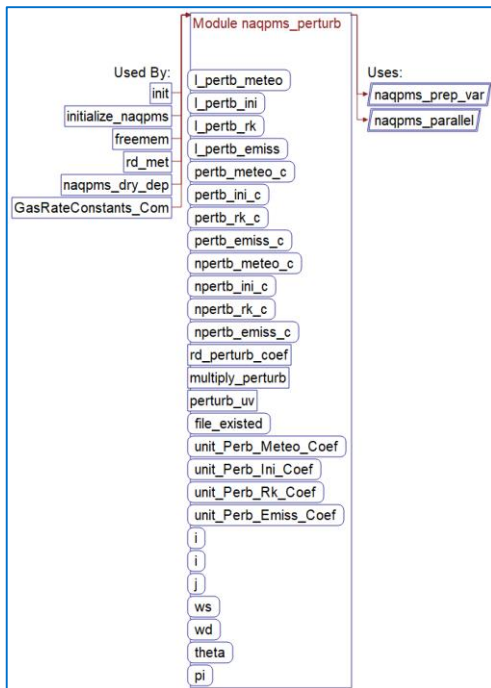 Module naqpms_perturb
Used By:
init
initialize_naqpms
freemem
rd_met
naqpms_dry_dep
GasRateConstants_Com
l_pertb_meteo
l_pertb_ini
l_pertb_rk
l_pertb_emiss
pertb_meteo_c
pertb_ini_c
pertb_rk_c
pertb_emiss_c
npertb_meteo_c
npertb_ini_c
npertb_rk_c
npertb_emiss_c
rd_perturb_coef
multiply_perturb
perturb_uv
file_existed
unit_Perb_Meteo_Coef
unit_Perb_Ini_Coef
unit_Perb_Rk_Coef
unit_Perb_Emiss_Coef
i
i
j
ws
wd
theta
pi
Uses:
naqpms_prep_var
naqpms_parallel